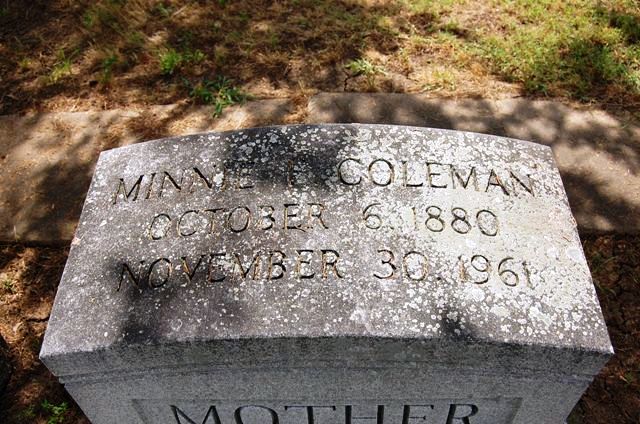 MINNIE L. COLEMAN
OCTOBER 6, 1880
NOVEMBER 30, 1961
MOTHER